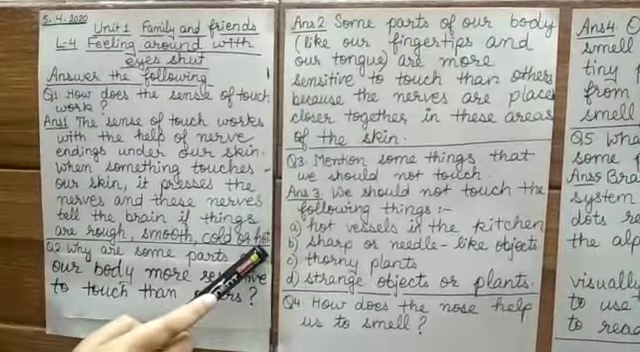 5-4-2020
Unit 1 Family and friends
L-4 Feeling around with
eyes shut
Answer the following
Q1 How does the sense of touch
work?
Ans1 The sense of touch works
with the help of nerve
endings under our skin.
When something touches
our skin, it presses the
nerves and these nerves
tell the brain if things
are rough, smooth, cold or hot.
Q2 Why are some parts
our body more
to touch than
Ans2 Some parts of our body
(like our fingertips and
our tongue) are more
sensitive to touch than others
because the nerves are place
closer together in these areas
of the skin.
Q3. Mention some things that
we should not touch.
Ans 3. We should not touch the
following things :-
a) hot vessels in the kitchen
b) sharp or needle-like objects
c) thorny plants
d) strange objects or plants.
Q4 How does the nose help
us to smell?
Ans4
smell
tiny
from
smell
Q5 Wha
some
Ans5 Bra
system
dots
the alp
visually
to use
to read